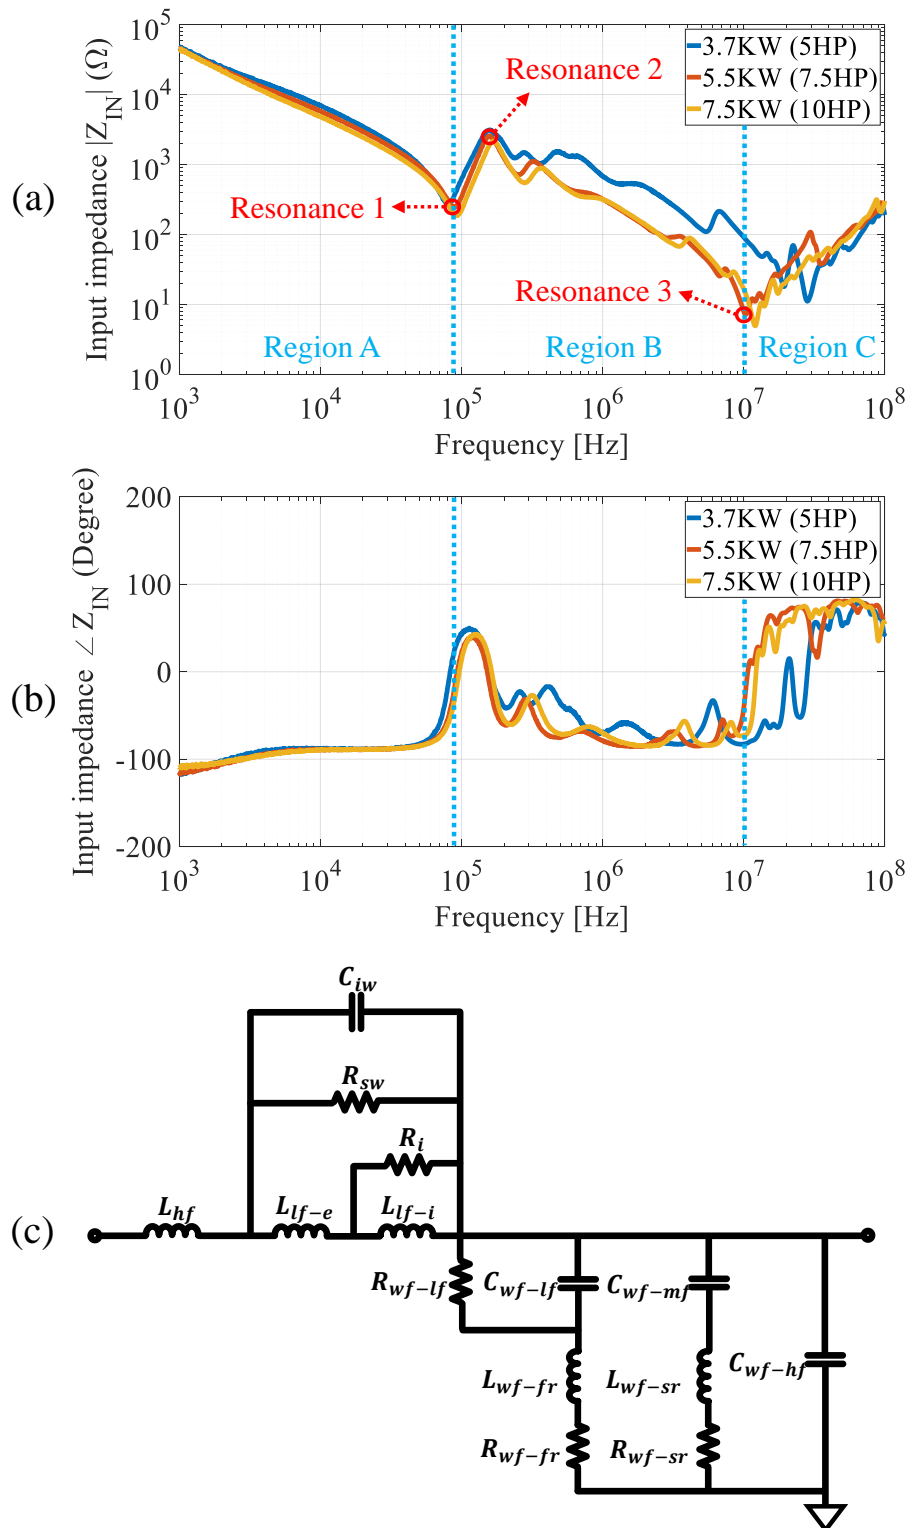 (a)
Input impedance |Z_IN| (Ω)
10^5
10^4
10^3
10^2
10^1
10^0
3.7KW (5HP)
5.5KW (7.5HP)
7.5KW (10HP)
Resonance 2
Resonance 1
Resonance 3
Region A
Region B
Region C
10^3 10^4 10^5 10^6 10^7 10^8
Frequency [Hz]
(b)
Input impedance ∠ Z_IN (Degree)
200
100
0
-100
-200
3.7KW (5HP)
5.5KW (7.5HP)
7.5KW (10HP)
10^3 10^4 10^5 10^6 10^7 10^8
Frequency [Hz]
(c)
C_iw
R_sw
R_i
L_hf L_lf-e L_lf-i
R_wf-lf C_wf-lf C_wf-mf
L_wf-fr L_wf-sr C_wf-hf
R_wf-fr R_wf-sr